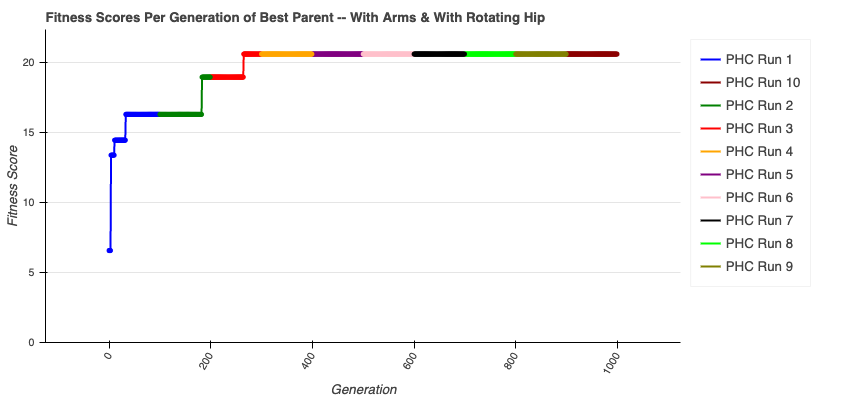 Fitness Scores Per Generation of Best Parent -- With Arms & With Rotating Hip
Fitness Score
20
15
10
5
0
0
200
400
600
800
1000
Generation
PHC Run 1
PHC Run 10
PHC Run 2
PHC Run 3
PHC Run 4
PHC Run 5
PHC Run 6
PHC Run 7
PHC Run 8
PHC Run 9